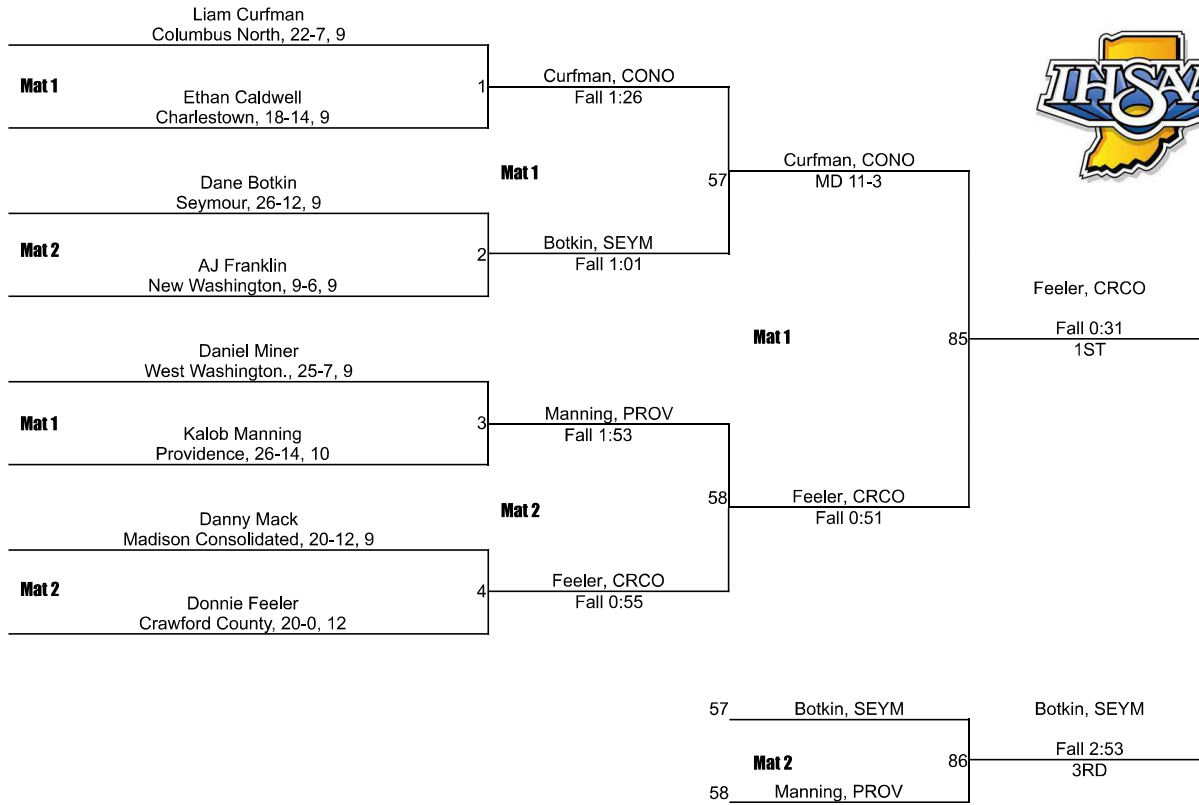 Liam Curfman
Columbus North, 22-7, 9
Mat 1
Ethan Caldwell
Charlestown, 18-14, 9
1
Curfman, CONO
Fall 1:26
Dane Botkin
Seymour, 26-12, 9
Mat 2
AJ Franklin
New Washington, 9-6, 9
2
Botkin, SEYM
Fall 1:01
Mat 1
57
Curfman, CONO
MD 11-3
Daniel Miner
West Washington., 25-7, 9
Mat 1
Kalob Manning
Providence, 26-14, 10
3
Manning, PROV
Fall 1:53
Danny Mack
Madison Consolidated, 20-12, 9
Mat 2
Donnie Feeler
Crawford County, 20-0, 12
4
Feeler, CRCO
Fall 0:55
Mat 2
58
Feeler, CRCO
Fall 0:51
Mat 1
85
Feeler, CRCO
Fall 0:31
1ST
IHSAA
57
Botkin, SEYM
Mat 2
58
Manning, PROV
86
Botkin, SEYM
Fall 2:53
3RD